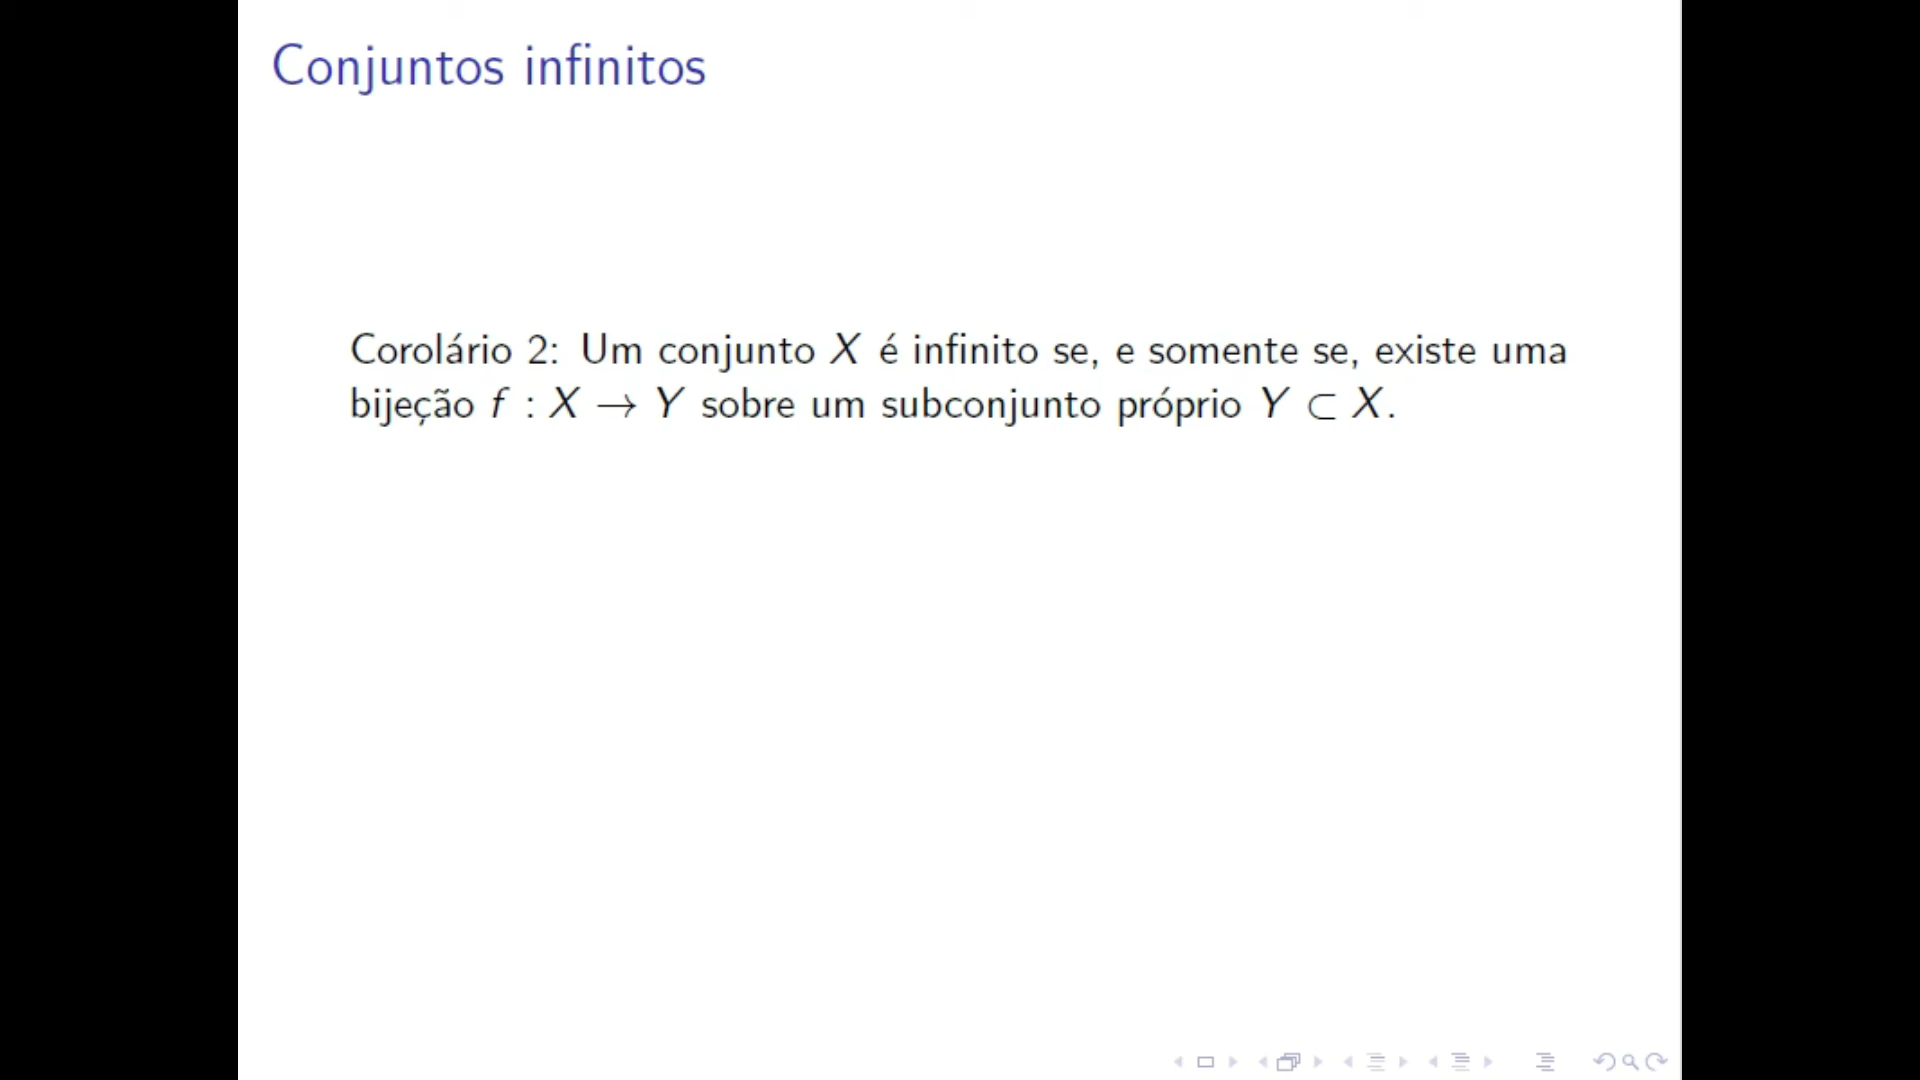 Conjuntos infinitos
Corolário 2: Um conjunto X é infinito se, e somente se, existe uma
bijeção f : X → Y sobre um subconjunto próprio Y ⊂ X.